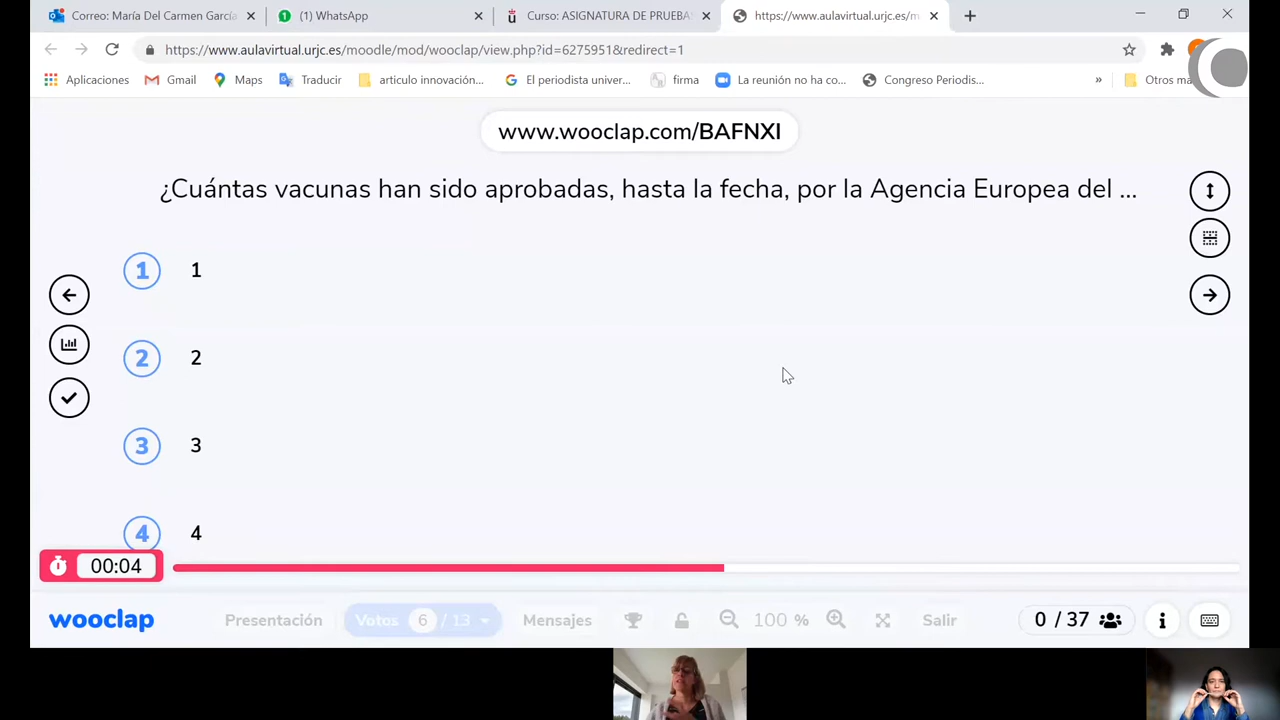 Correo: María Del Carmen García
(1) WhatsApp
Curso: ASIGNATURA DE PRUEBA
https://www.aulavirtual.urjc.es/m
https://www.aulavirtual.urjc.es/moodle/mod/wooclap/view.php?id=6275951&redirect=1
Aplicaciones
Gmail
Maps
Traducir
articulo innovación...
El periodista univer...
firma
La reunión no ha co...
Congreso Periodis...
»
Otros ma
www.wooclap.com/BAFNXI
¿Cuántas vacunas han sido aprobadas, hasta la fecha, por la Agencia Europea del ...
1 1
2 2
3 3
4 4
00:04
wooclap
Presentación
Votos 6 / 13
Mensajes
100 %
Salir
0 / 37